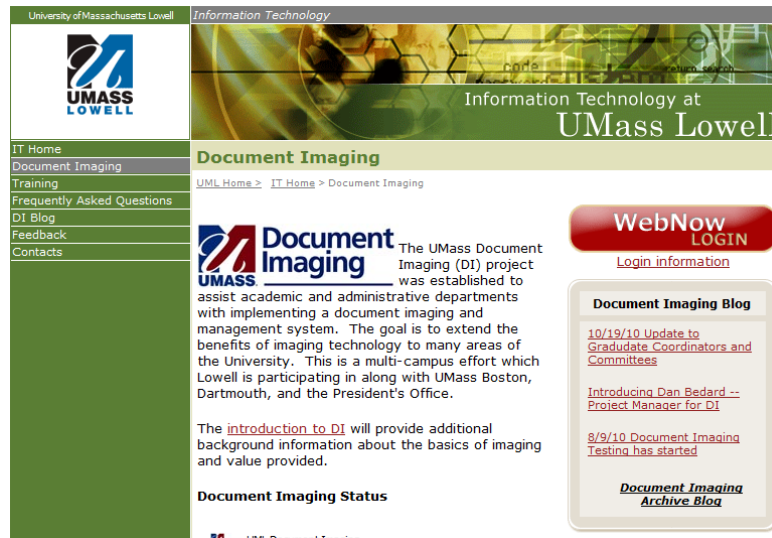 University of Massachusetts Lowell
Information Technology
UMASS
LOWELL
code
return search
Information Technology at
UMass Lowell
IT Home
Document Imaging
Training
Frequently Asked Questions
DI Blog
Feedback
Contacts
Document Imaging
UML Home > IT Home > Document Imaging
UMASS
Document
Imaging
The UMass Document
Imaging (DI) project
was established to
assist academic and administrative departments
with implementing a document imaging and
management system. The goal is to extend the
benefits of imaging technology to many areas of
the University. This is a multi-campus effort which
Lowell is participating in along with UMass Boston,
Dartmouth, and the President's Office.
The introduction to DI will provide additional
background information about the basics of imaging
and value provided.
Document Imaging Status
WebNow
LOGIN
Login information
Document Imaging Blog
10/19/10 Update to
Gradudate Coordinators and
Committees
Introducing Dan Bedard --
Project Manager for DI
8/9/10 Document Imaging
Testing has started
Document Imaging
Archive Blog